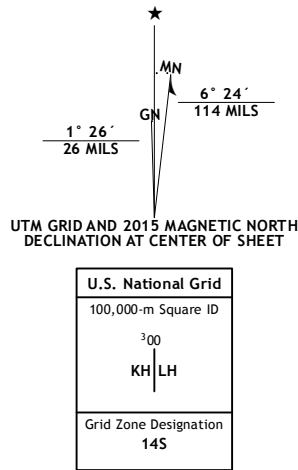 ★
MN
6° 24´
114 MILS
GN
1° 26´
26 MILS
UTM GRID AND 2015 MAGNETIC NORTH
DECLINATION AT CENTER OF SHEET
U.S. National Grid
100,000-m Square ID
³00
KH LH
Grid Zone Designation
14S